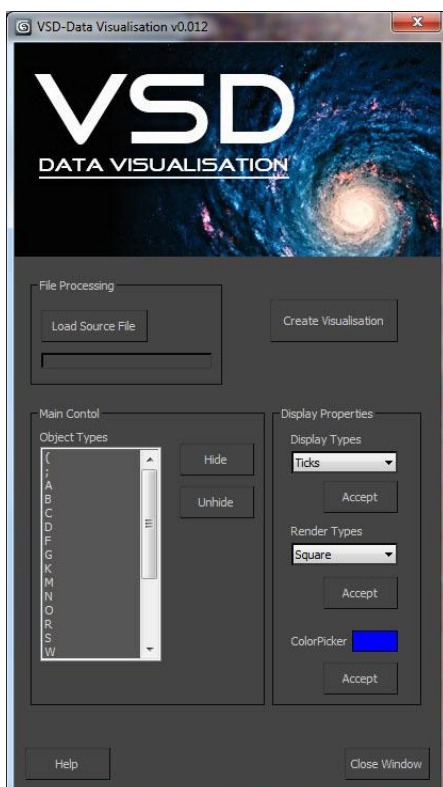 VSD-Data Visualisation v0.012
VSD
DATA VISUALISATION
File Processing
Load Source File
Create Visualisation
Main Contol
Object Types
(
;
A
B
C
D
F
G
K
M
N
O
R
S
W
Hide
Unhide
Display Properties
Display Types
Ticks
Accept
Render Types
Square
Accept
ColorPicker
Accept
Help
Close Window